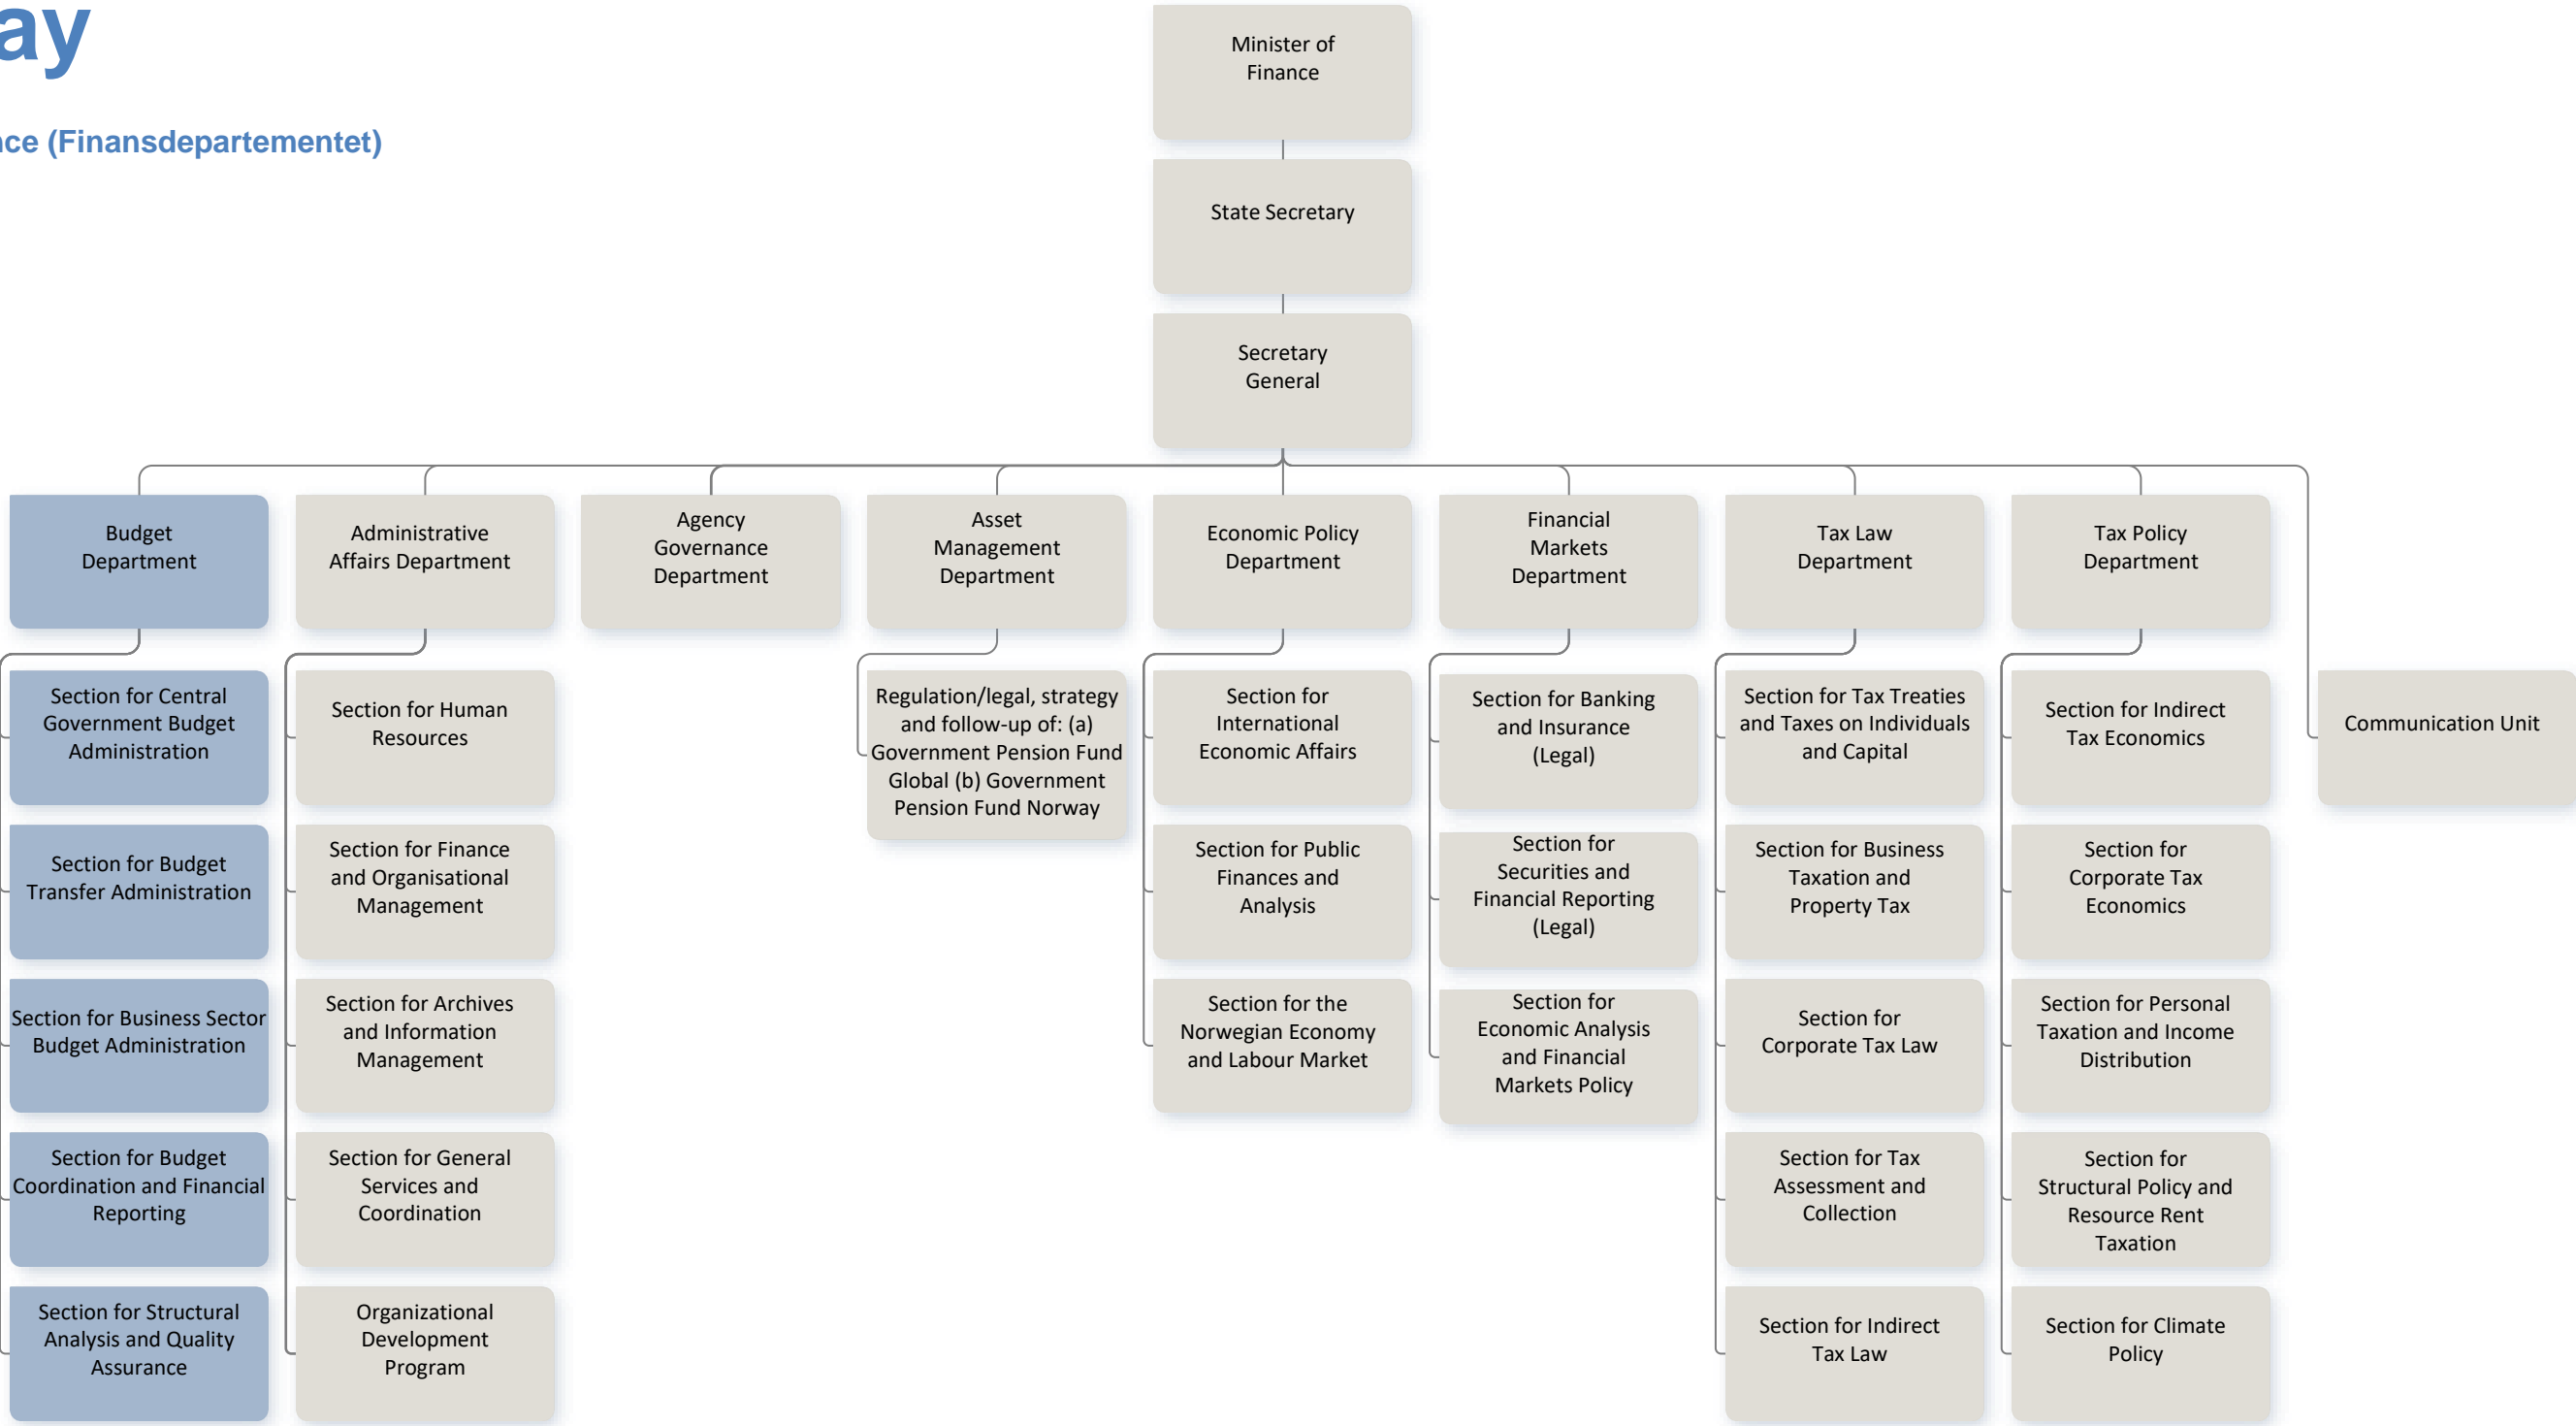 ay
nce (Finansdepartementet)
Minister of
Finance
State Secretary
Secretary
General
Budget
Department
Administrative
Affairs Department
Agency
Governance
Department
Asset
Management
Department
Economic Policy
Department
Financial
Markets
Department
Tax Law
Department
Tax Policy
Department
Section for Central
Government Budget
Administration
Section for Human
Resources
Regulation/legal, strategy
and follow-up of: (a)
Government Pension Fund
Global (b) Government
Pension Fund Norway
Section for
International
Economic Affairs
Section for Banking
and Insurance
(Legal)
Section for Tax Treaties
and Taxes on Individuals
and Capital
Section for Indirect
Tax Economics
Communication Unit
Section for Budget
Transfer Administration
Section for Finance
and Organisational
Management
Section for Public
Finances and
Analysis
Section for
Securities and
Financial Reporting
(Legal)
Section for Business
Taxation and
Property Tax
Section for
Corporate Tax
Economics
Section for Business Sector
Budget Administration
Section for Archives
and Information
Management
Section for the
Norwegian Economy
and Labour Market
Section for
Economic Analysis
and Financial
Markets Policy
Section for
Corporate Tax Law
Section for Personal
Taxation and Income
Distribution
Section for Budget
Coordination and Financial
Reporting
Section for General
Services and
Coordination
Section for Tax
Assessment and
Collection
Section for
Structural Policy and
Resource Rent
Taxation
Section for Structural
Analysis and Quality
Assurance
Organizational
Development
Program
Section for Indirect
Tax Law
Section for Climate
Policy